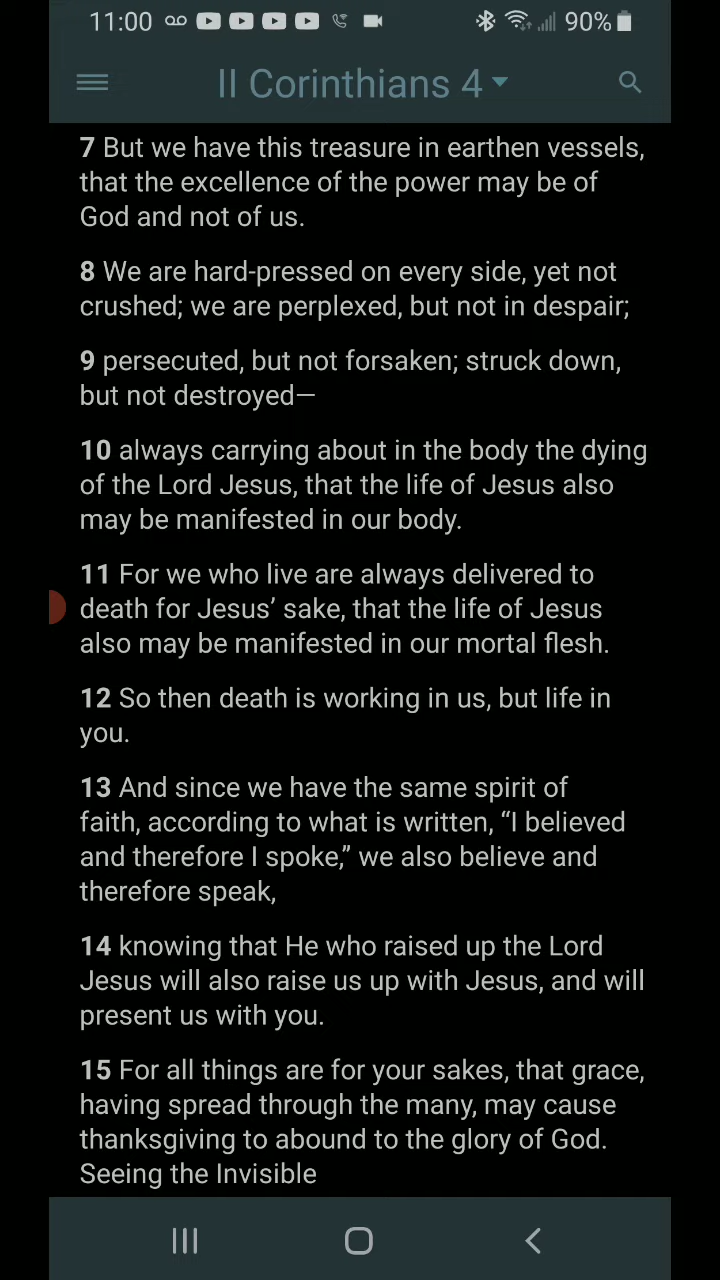 11:00 90%
II Corinthians 4
7 But we have this treasure in earthen vessels,
that the excellence of the power may be of
God and not of us.
8 We are hard-pressed on every side, yet not
crushed; we are perplexed, but not in despair;
9 persecuted, but not forsaken; struck down,
but not destroyed—
10 always carrying about in the body the dying
of the Lord Jesus, that the life of Jesus also
may be manifested in our body.
11 For we who live are always delivered to
death for Jesus’ sake, that the life of Jesus
also may be manifested in our mortal flesh.
12 So then death is working in us, but life in
you.
13 And since we have the same spirit of
faith, according to what is written, “I believed
and therefore I spoke,” we also believe and
therefore speak,
14 knowing that He who raised up the Lord
Jesus will also raise us up with Jesus, and will
present us with you.
15 For all things are for your sakes, that grace,
having spread through the many, may cause
thanksgiving to abound to the glory of God.
Seeing the Invisible